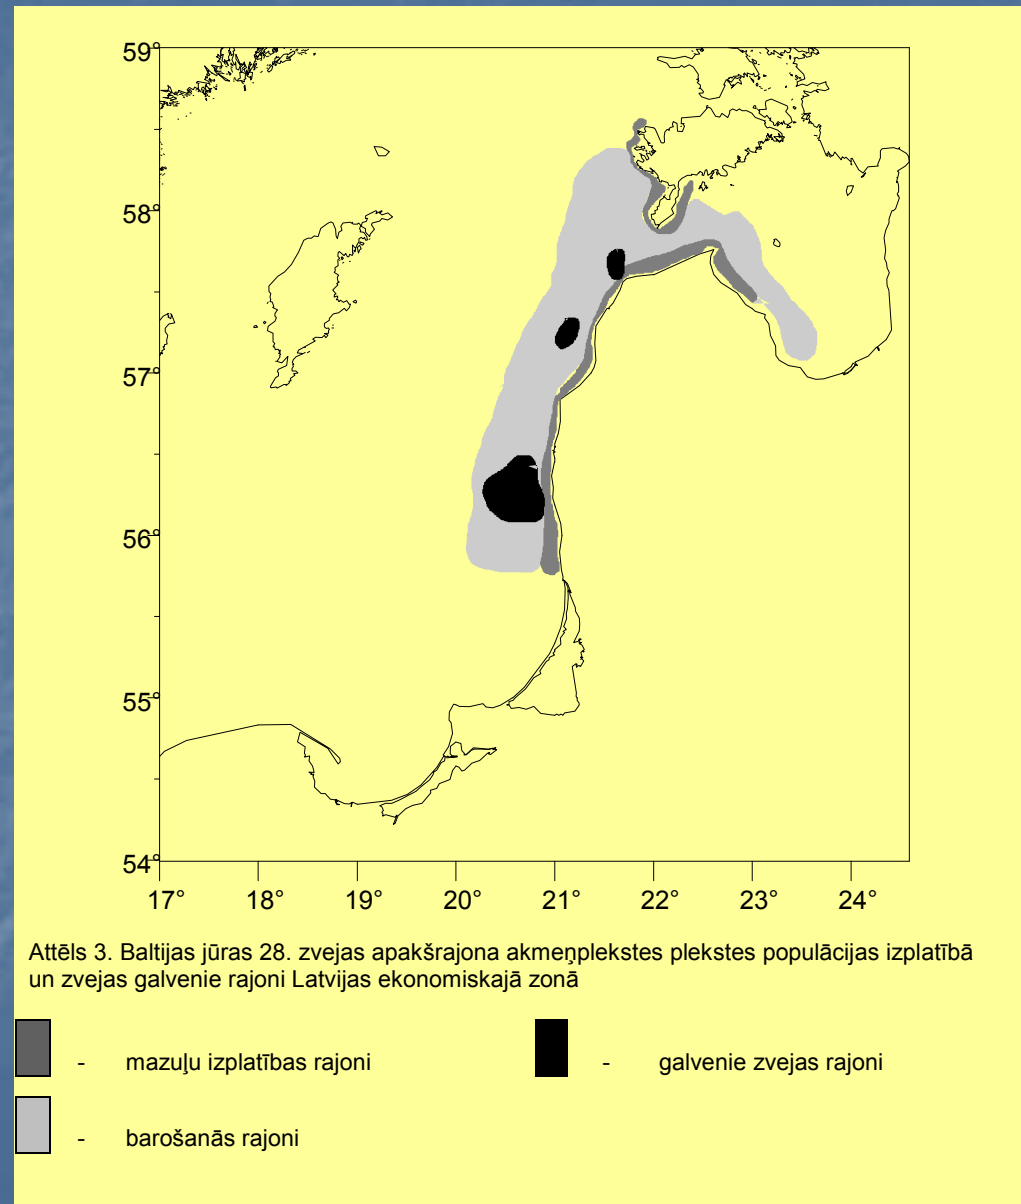 59°
58°
57°
56°
55°
54°
17° 18° 19° 20° 21° 22° 23° 24°
Attēls 3. Baltijas jūras 28. zvejas apakšrajona akmeņplekstes plekstes populācijas izplatībā
un zvejas galvenie rajoni Latvijas ekonomiskajā zonā
- mazuļu izplatības rajoni - galvenie zvejas rajoni
- barošanās rajoni